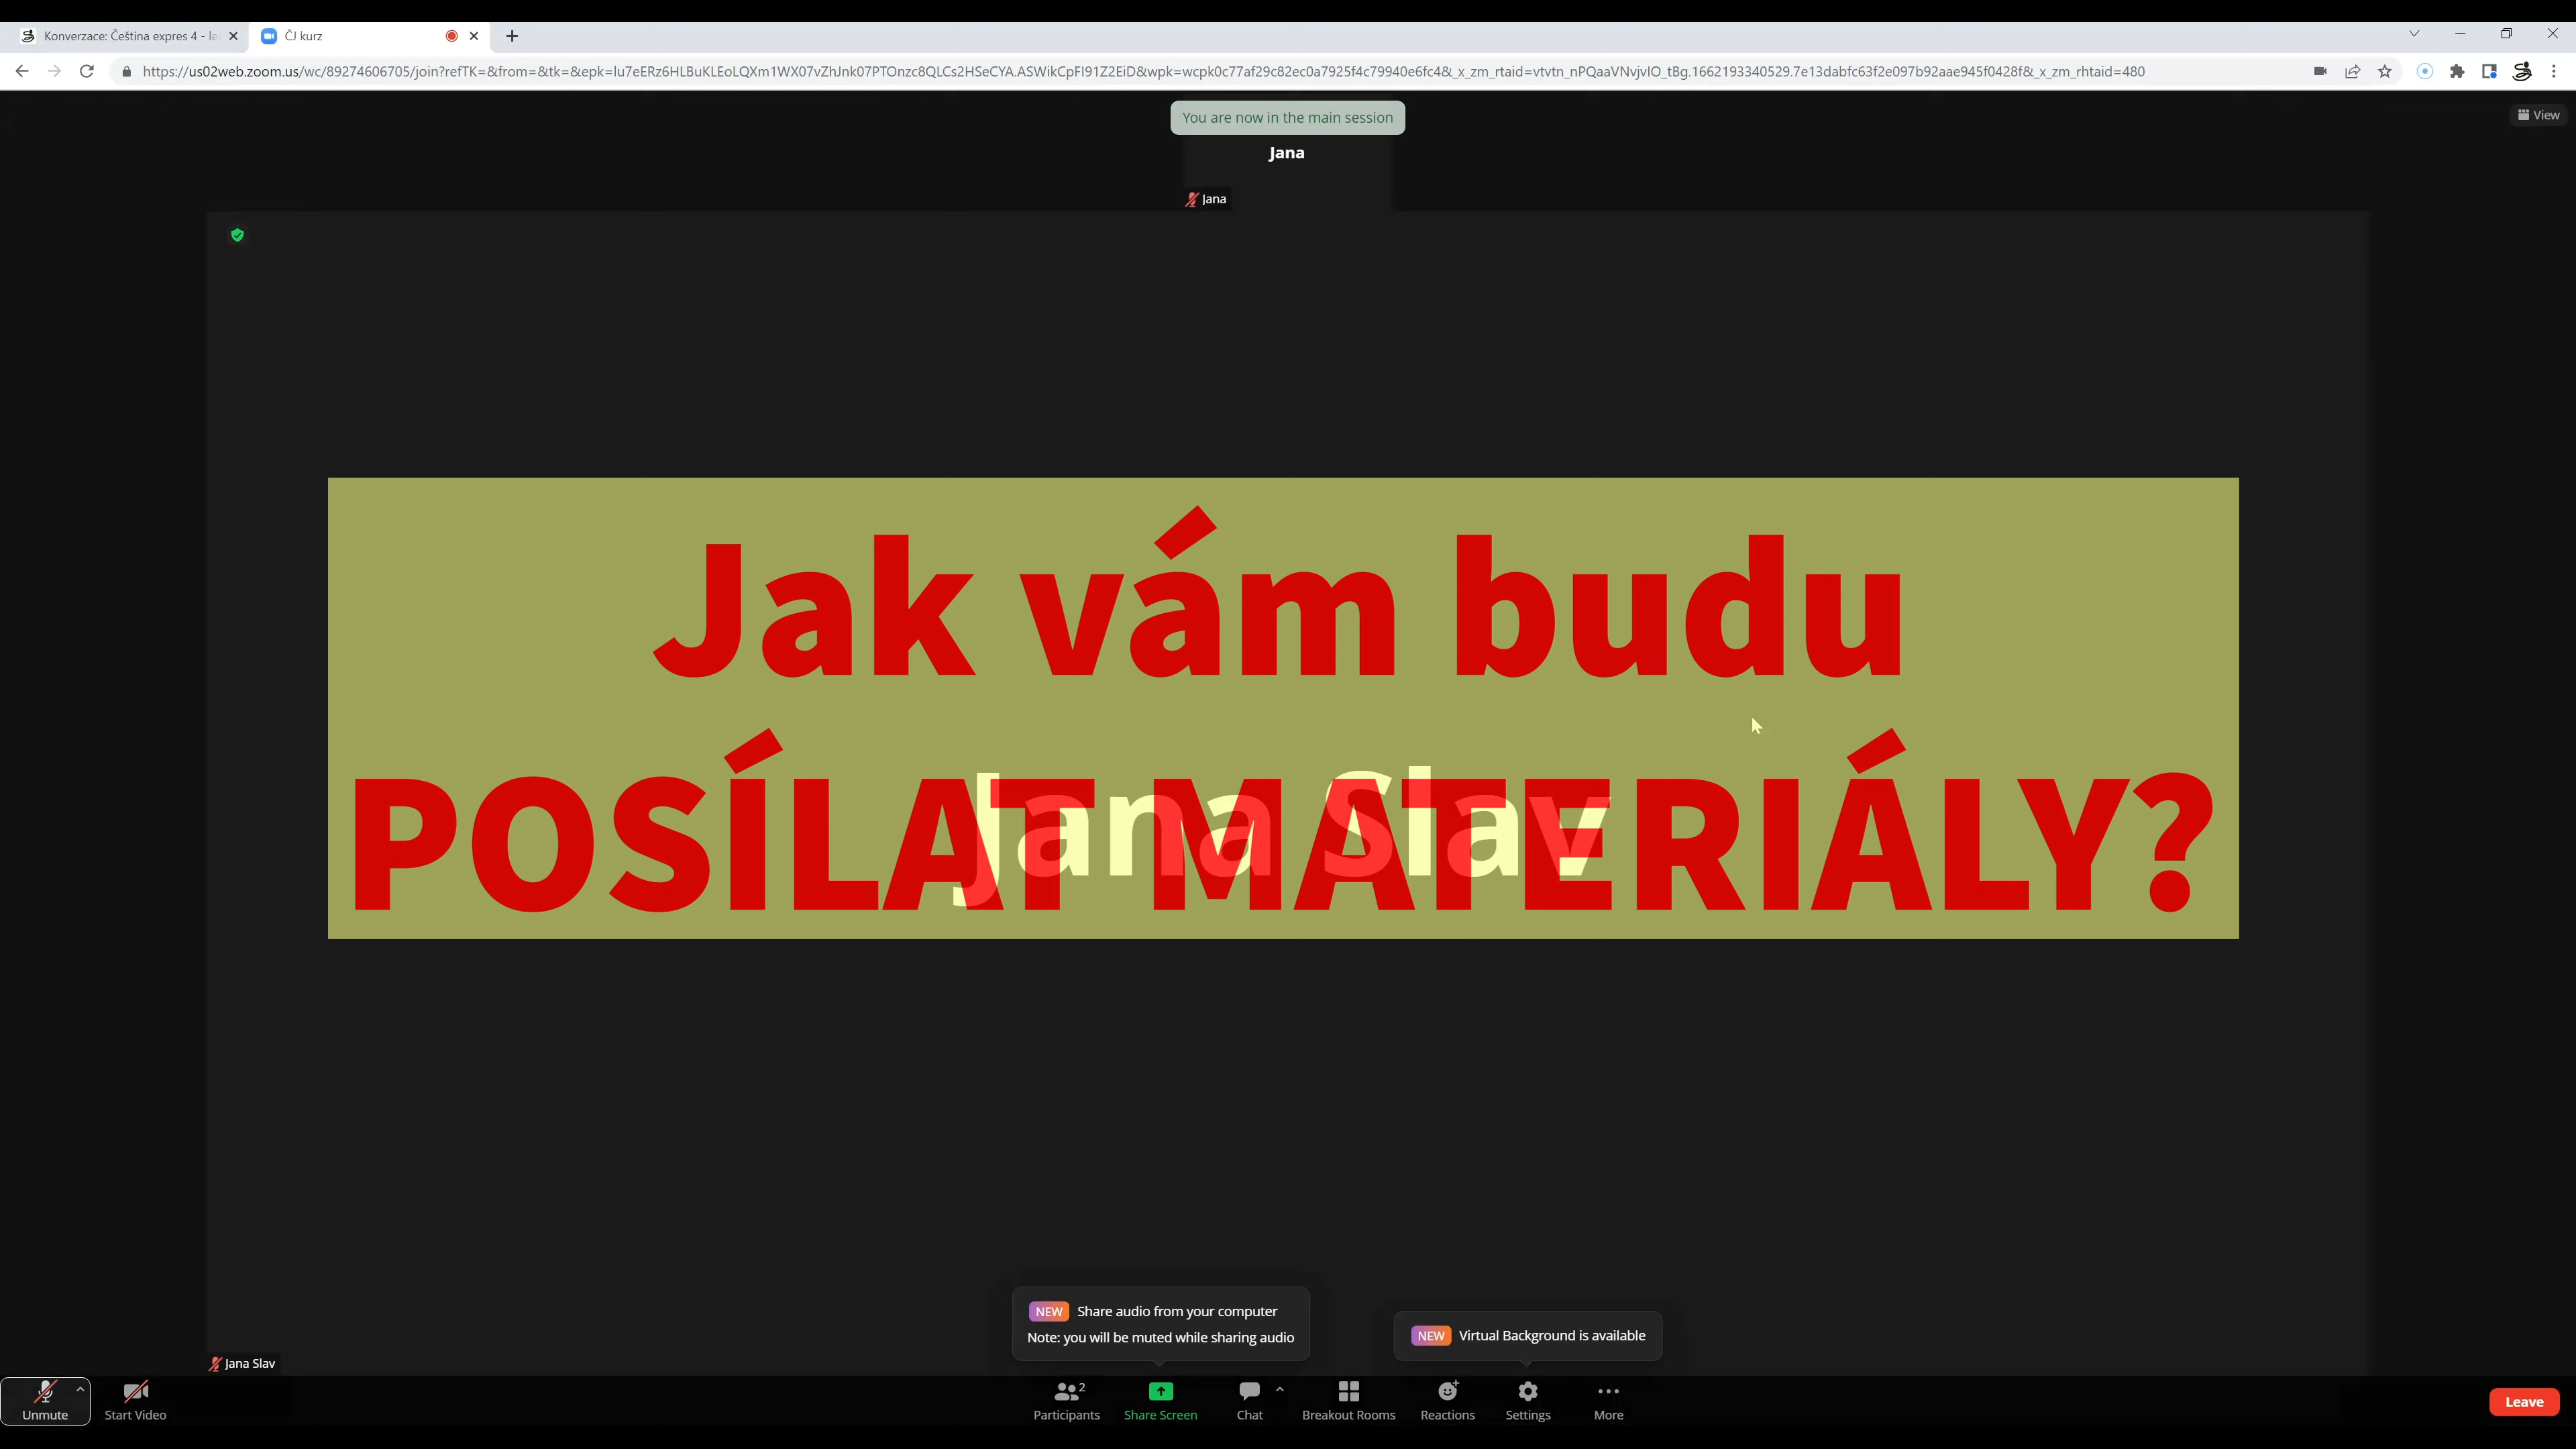 Konverzace: Čeština expres 4 - le
ČJ kurz
https://us02web.zoom.us/wc/89274606705/join?refTK=&from=&tk=&epk=lu7eERz6HLBuKLEoLQXm1WX07vZhJnk07PTOnzc8QLCs2HSeCYA.ASWikCpFI91Z2EiD&wpk=wcpk0c77af29c82ec0a7925f4c79940e6fc4&_x_zm_rtaid=vtvtn_nPQaaVNvjvIO_tBg.1662193340529.7e13dabfc63f2e097b92aae945f0428f&_x_zm_rhtaid=480
You are now in the main session
View
Jana
Jana
Jak vám budu
POSÍLAT MATERIÁLY?
Jana Slav
NEW Share audio from your computer
Note: you will be muted while sharing audio
NEW Virtual Background is available
Jana Slav
2
Unmute Start Video Participants Share Screen Chat Breakout Rooms Reactions Settings More Leave